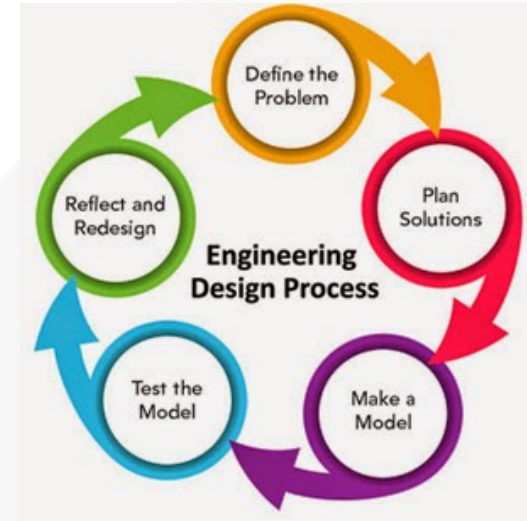 Define the
Problem
Plan
Solutions
Make a
Model
Test the
Model
Reflect and
Redesign
Engineering
Design Process